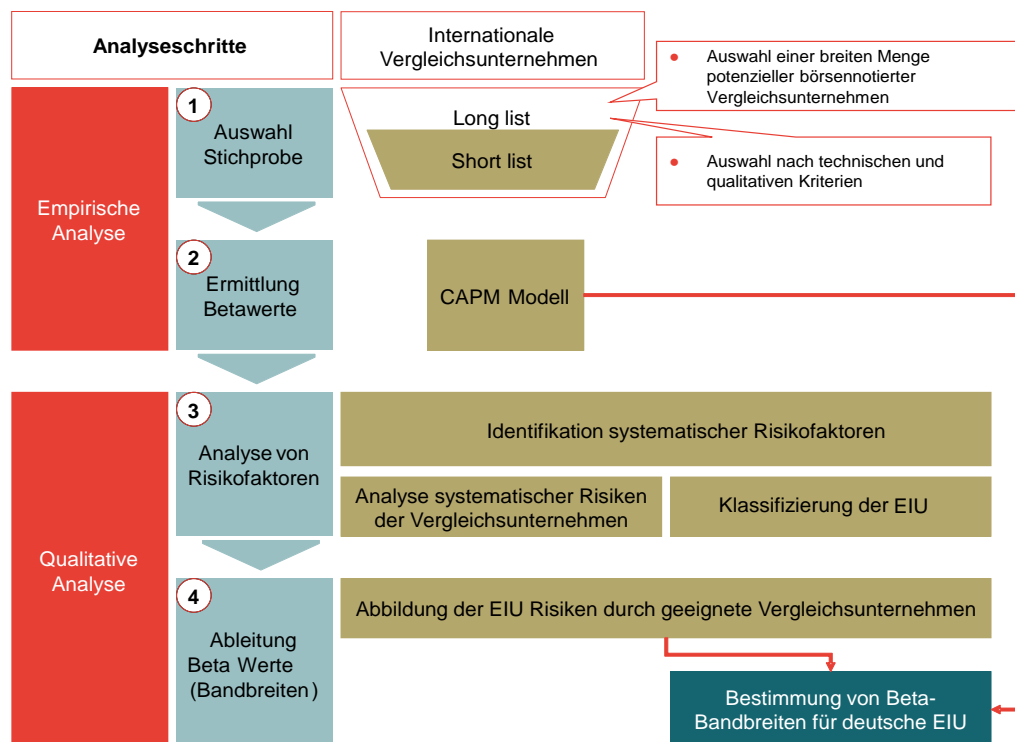 Analyseschritte
Internationale
Vergleichsunternehmen
• Auswahl einer breiten Menge
potenzieller börsennotierter
Vergleichsunternehmen
1
Auswahl
Stichprobe
Long list
Short list
• Auswahl nach technischen und
qualitativen Kriterien
Empirische
Analyse
2
Ermittlung
Betawerte
CAPM Modell
3
Analyse von
Risikofaktoren
Identifikation systematischer Risikofaktoren
Analyse systematischer Risiken
der Vergleichsunternehmen
Klassifizierung der EIU
Qualitative
Analyse
4
Ableitung
Beta Werte
(Bandbreiten)
Abbildung der EIU Risiken durch geeignete Vergleichsunternehmen
Bestimmung von Beta-
Bandbreiten für deutsche EIU